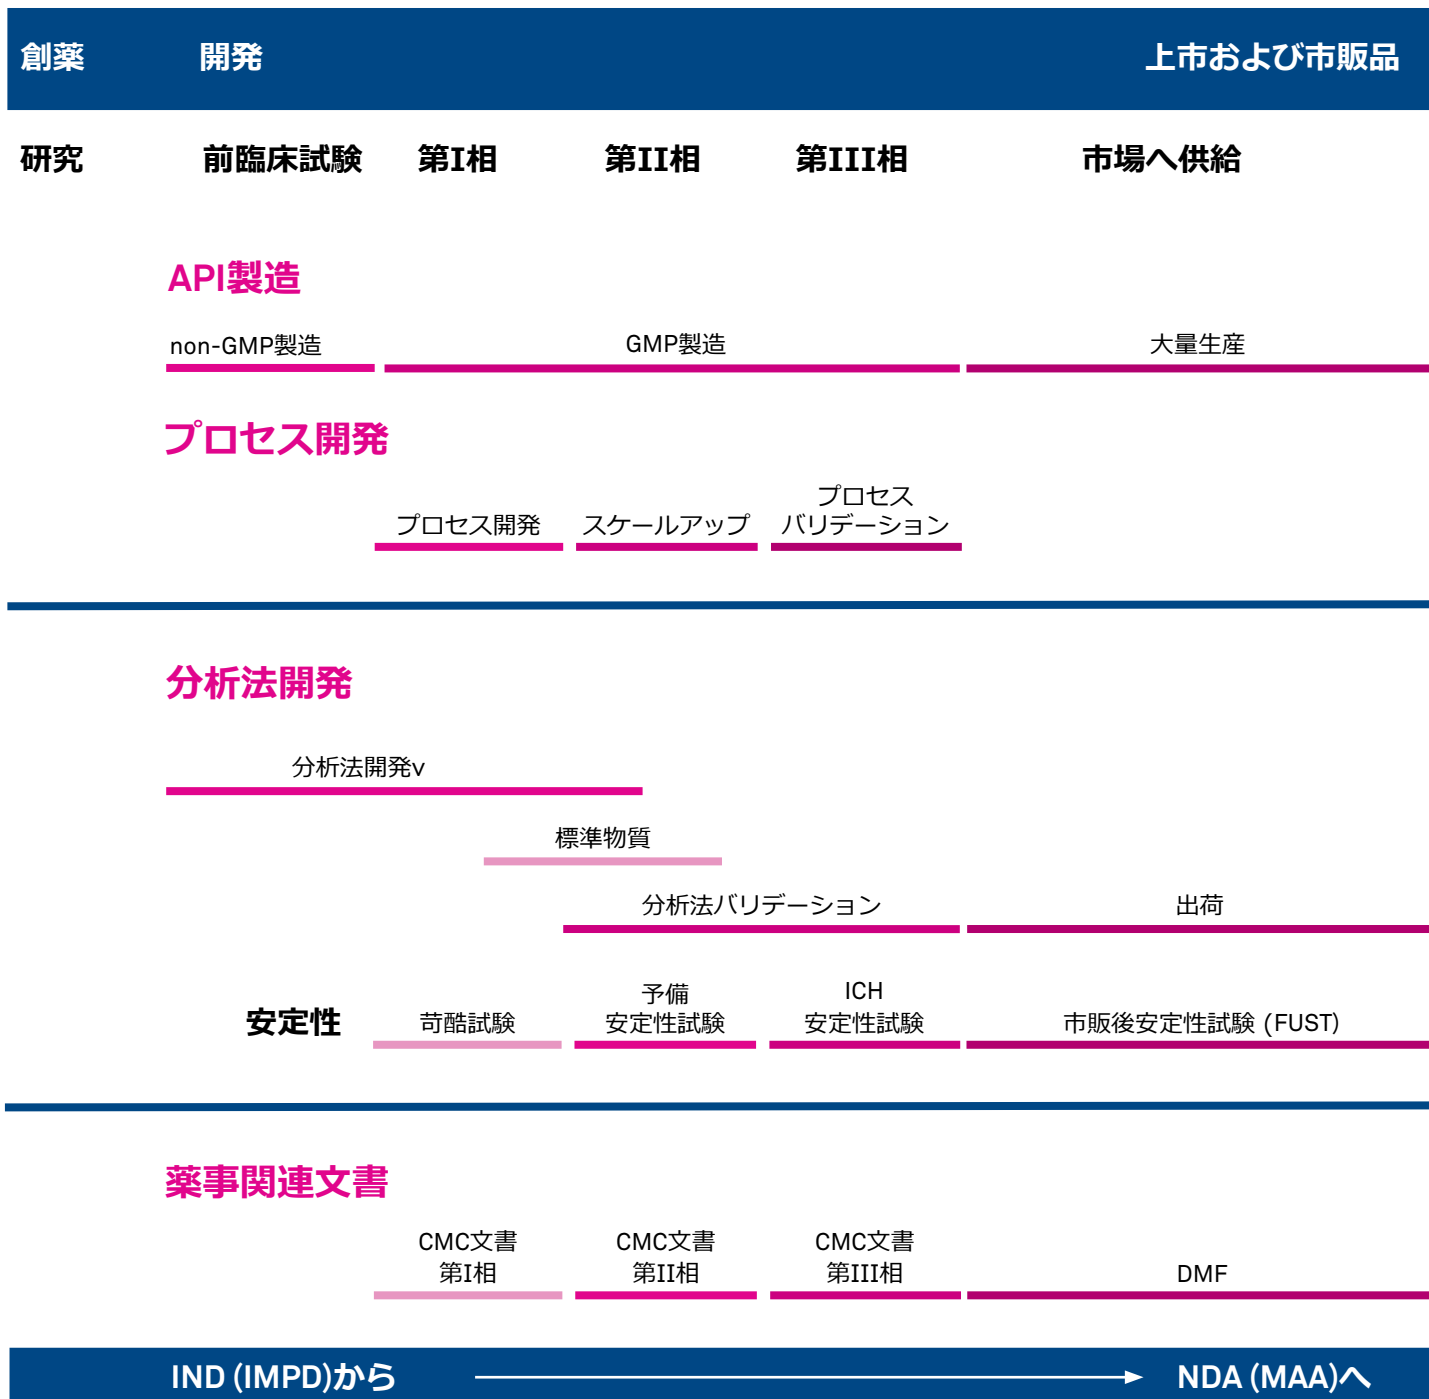 創薬 開発 上市および市販品
研究 前臨床試験 第I相 第II相 第III相 市場へ供給
API製造
non-GMP製造 GMP製造 大量生産
プロセス開発
プロセス開発 スケールアップ プロセス
バリデーション
分析法開発
分析法開発v
標準物質
分析法バリデーション 出荷
安定性 苛酷試験 予備
安定性試験 ICH
安定性試験 市販後安定性試験 (FUST)
薬事関連文書
CMC文書
第I相
CMC文書
第II相
CMC文書
第III相
DMF
IND (IMPD)から NDA (MAA)へ